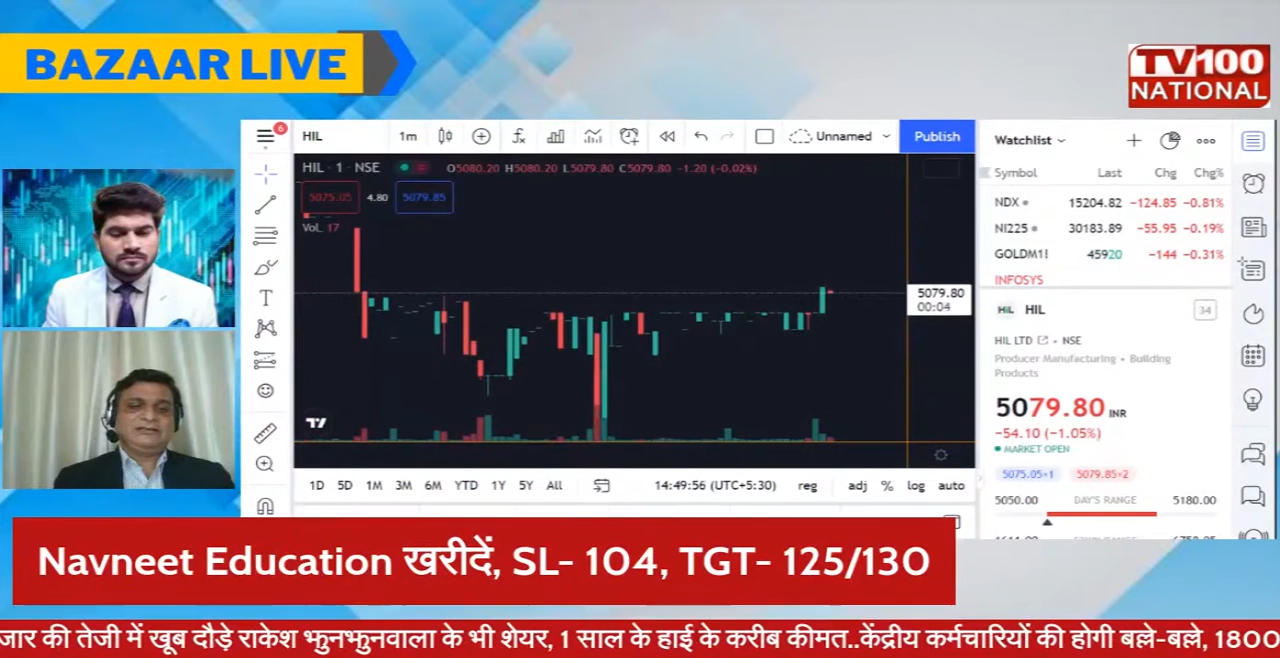 BAZAAR LIVE
TV100
NATIONAL
6
HIL
1m
Unnamed
Publish
HIL · 1 · NSE
O5080.20 H5080.20 L5079.80 C5079.80 -1.20 (-0.02%)
5075.05
4.80
5079.85
Vol. 17
5079.80
00:04
1D 5D 1M 3M 6M YTD 1Y 5Y All
14:49:56 (UTC+5:30)
reg
adj % log auto
Watchlist
Symbol Last Chg Chg%
NDX 15204.82 −124.85 −0.81%
NI225 30183.89 −55.95 −0.19%
GOLDM1! 45920 −144 −0.31%
INFOSYS
HIL HIL 34
HIL LTD · NSE
Producer Manufacturing • Building
Products
5079.80 INR
−54.10 (−1.05%)
MARKET OPEN
5075.05×1 5079.85×2
5050.00 DAY'S RANGE 5180.00
Navneet Education खरीदें, SL- 104, TGT- 125/130
जार की तेजी में खूब दौड़े राकेश झुनझुनवाला के भी शेयर, 1 साल के हाई के करीब कीमत..केंद्रीय कर्मचारियों की होगी बल्ले-बल्ले, 1800